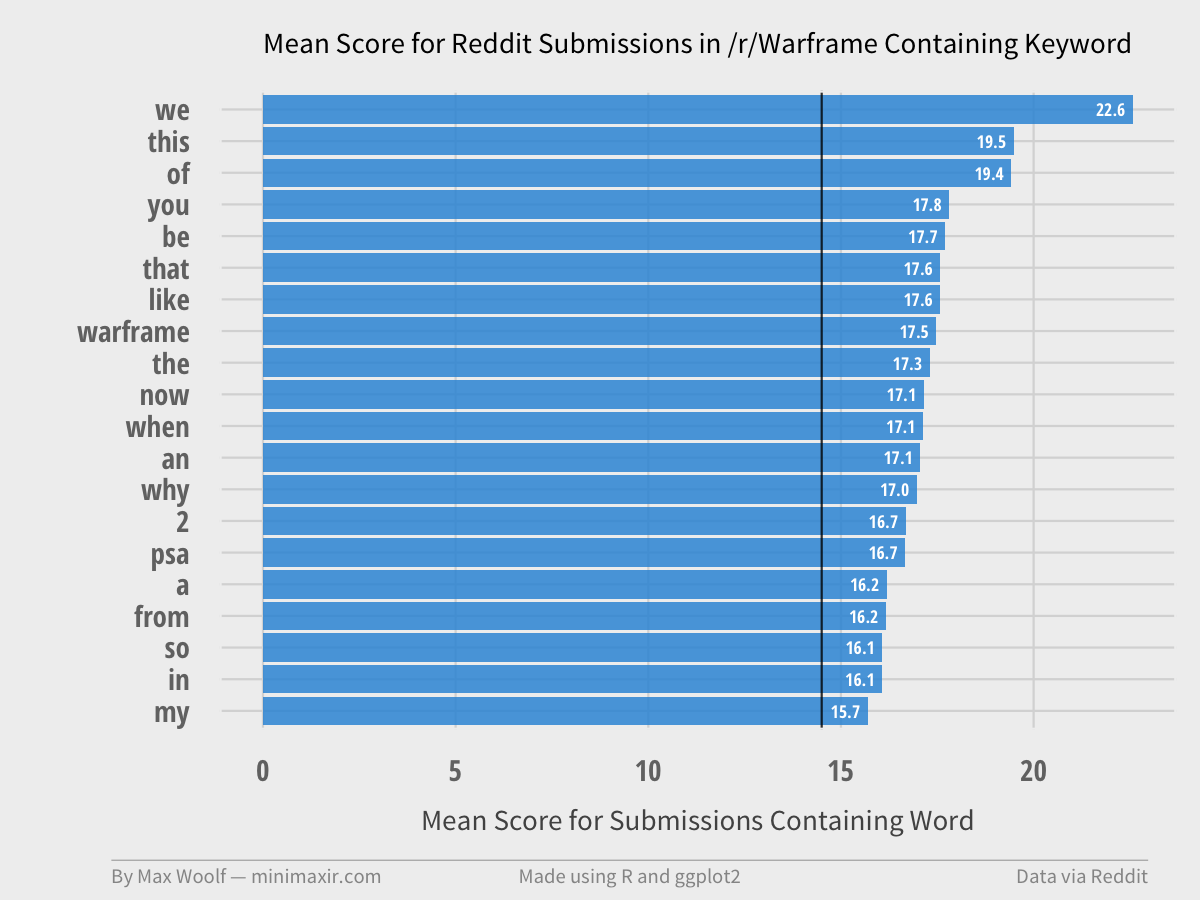 Mean Score for Reddit Submissions in /r/Warframe Containing Keyword
we 22.6
this 19.5
of 19.4
you 17.8
be 17.7
that 17.6
like 17.6
warframe 17.5
the 17.3
now 17.1
when 17.1
an 17.1
why 17.0
2 16.7
psa 16.7
a 16.2
from 16.2
so 16.1
in 16.1
my 15.7
0 5 10 15 20
Mean Score for Submissions Containing Word
By Max Woolf — minimaxir.com Made using R and ggplot2 Data via Reddit